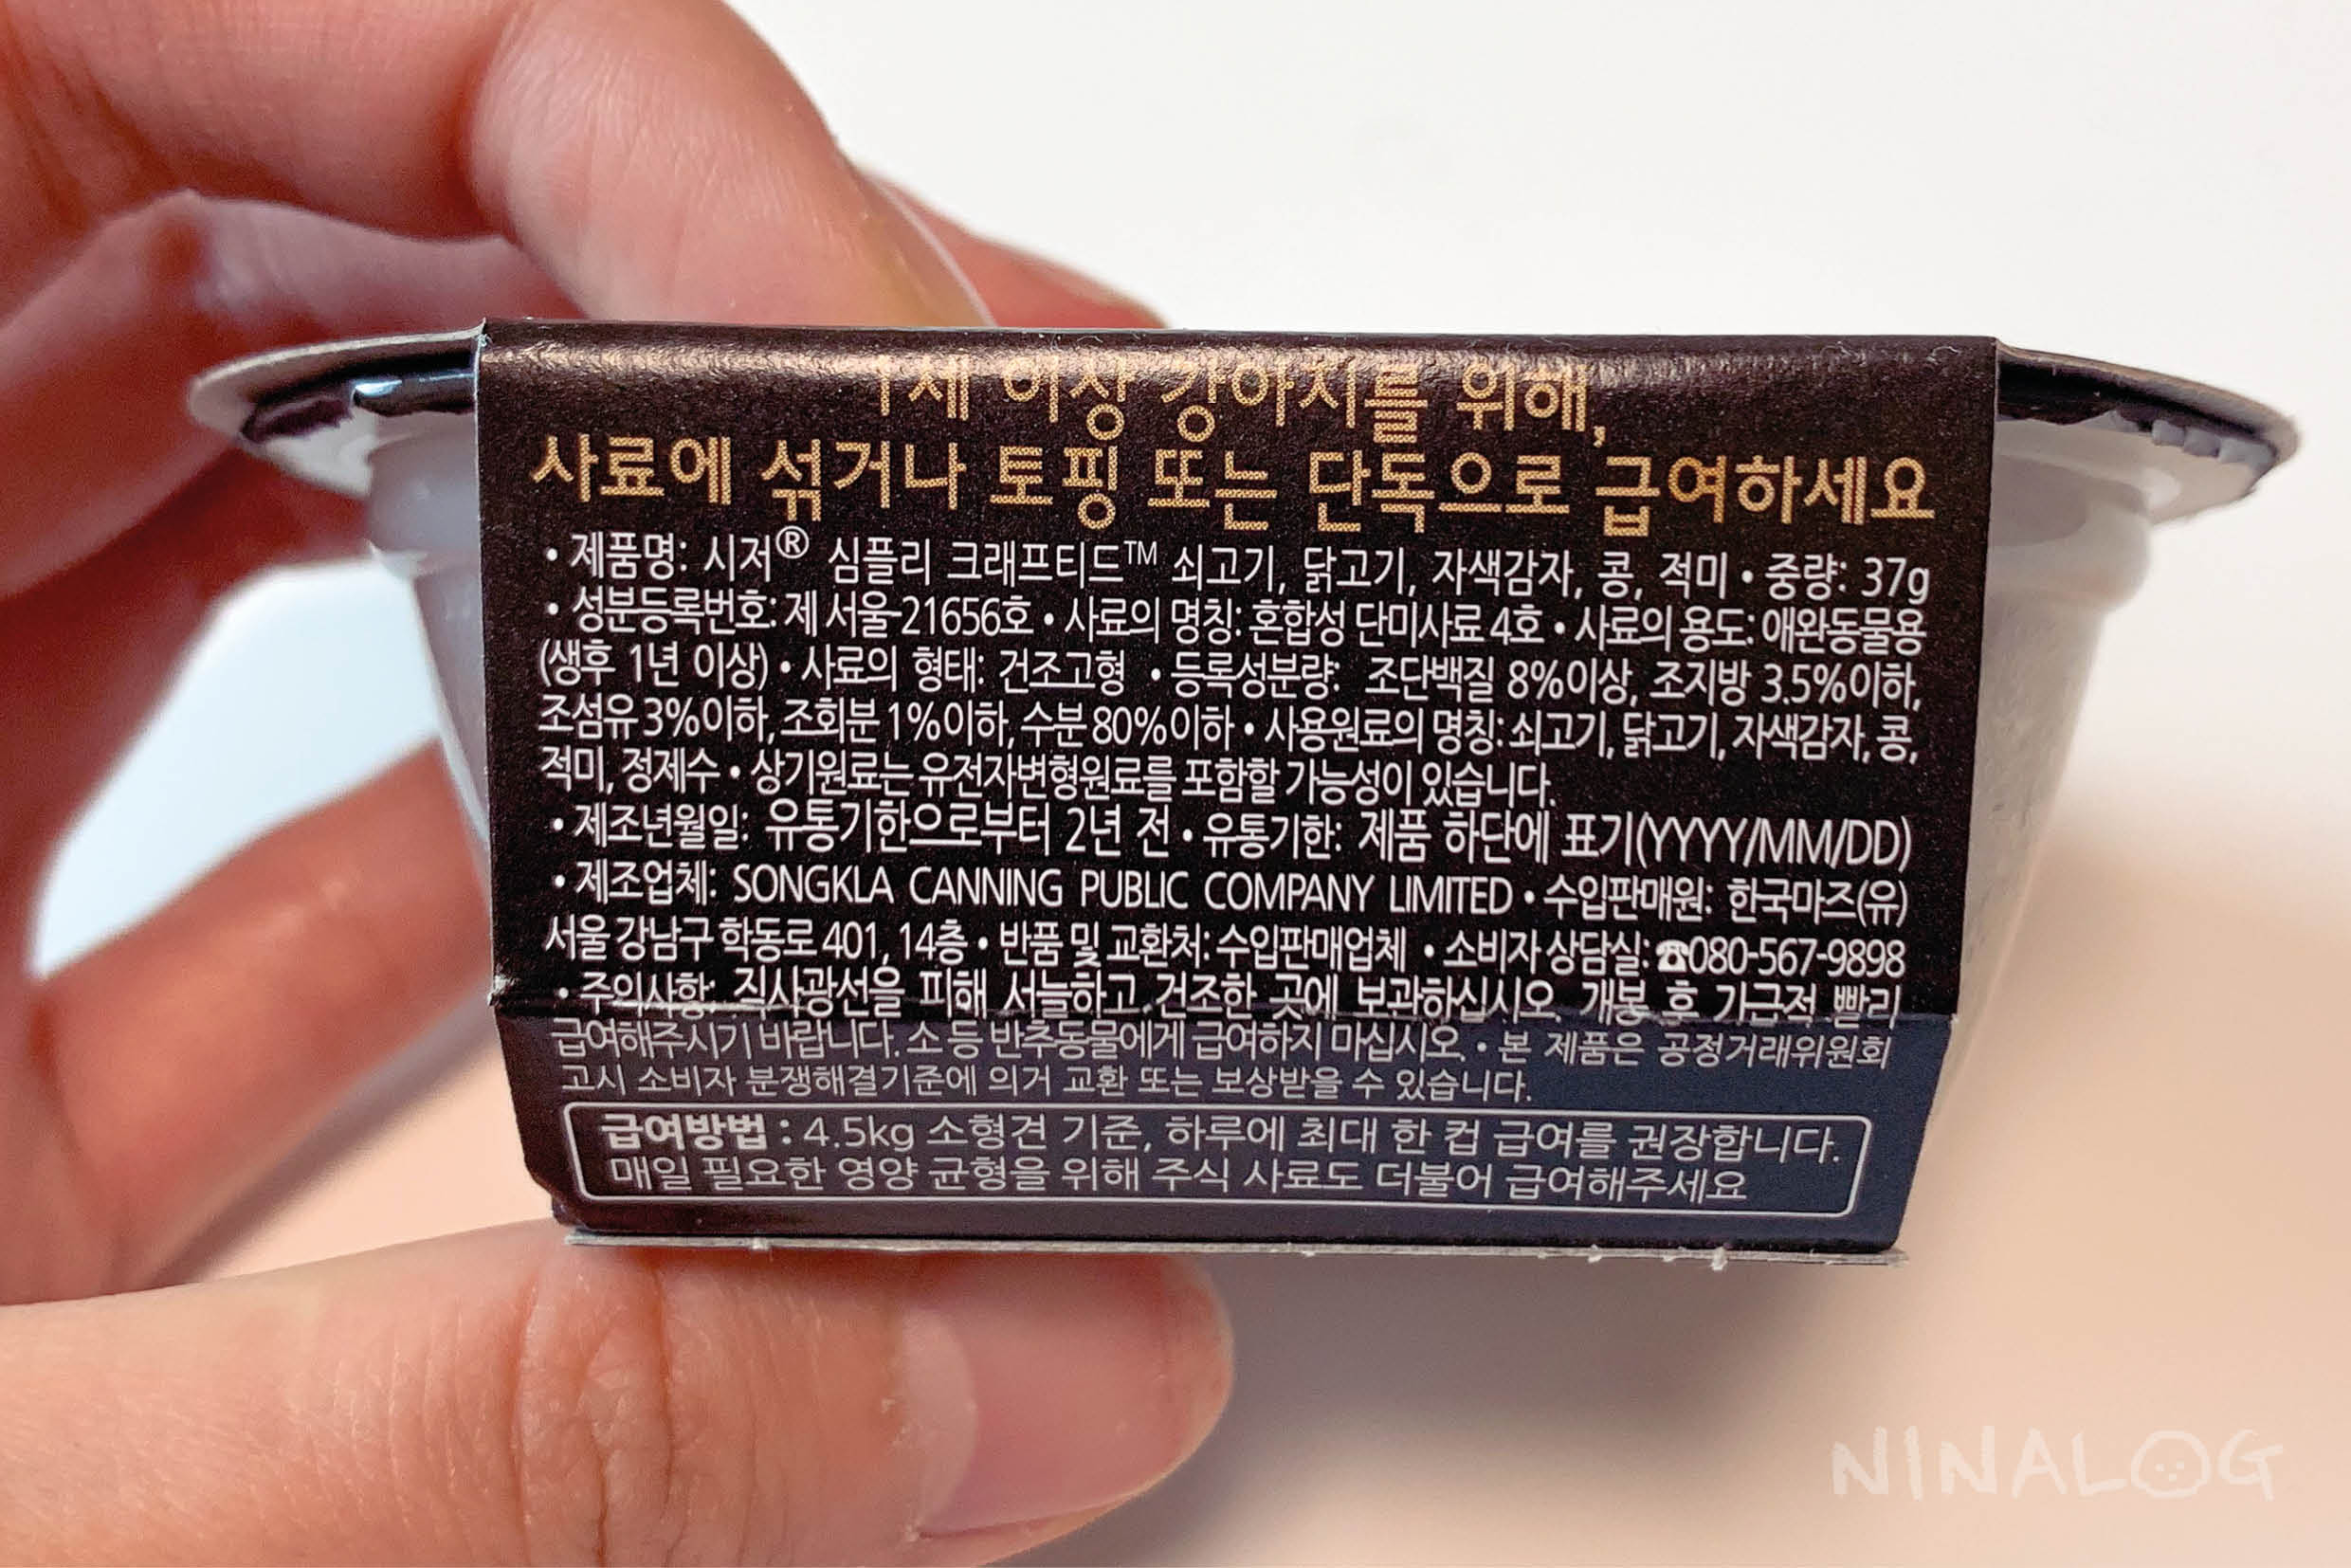 1세 이상 강아지를 위해,
사료에 섞거나 토핑 또는 단독으로 급여하세요
• 제품명: 시저® 심플리 크래프티드™ 쇠고기, 닭고기, 자색감자, 콩, 적미 • 중량: 37g
• 성분등록번호: 제 서울-21656호 • 사료의 명칭: 혼합성 단미사료 4호 • 사료의 용도: 애완동물용
(생후 1년 이상) • 사료의 형태: 건조고형 • 등록성분량: 조단백질 8%이상, 조지방 3.5%이하,
조섬유 3%이하, 조회분 1%이하, 수분 80%이하 • 사용원료의 명칭: 쇠고기, 닭고기, 자색감자, 콩,
적미, 정제수 • 상기원료는 유전자변형원료를 포함할 가능성이 있습니다.
• 제조년월일: 유통기한으로부터 2년 전 • 유통기한: 제품 하단에 표기(YYYY/MM/DD)
• 제조업체: SONGKLA CANNING PUBLIC COMPANY LIMITED • 수입판매원: 한국마즈(유)
서울 강남구 학동로 401, 14층 • 반품 및 교환처: 수입판매업체 • 소비자 상담실: ☎080-567-9898
• 주의사항: 직사광선을 피해 서늘하고 건조한 곳에 보관하십시오. 개봉 후 가급적 빨리
급여해주시기 바랍니다. 소 등 반추동물에게 급여하지 마십시오. • 본 제품은 공정거래위원회
고시 소비자 분쟁해결기준에 의거 교환 또는 보상받을 수 있습니다.
급여방법 : 4.5kg 소형견 기준, 하루에 최대 한 컵 급여를 권장합니다.
매일 필요한 영양 균형을 위해 주식 사료도 더불어 급여해주세요
NINALOG